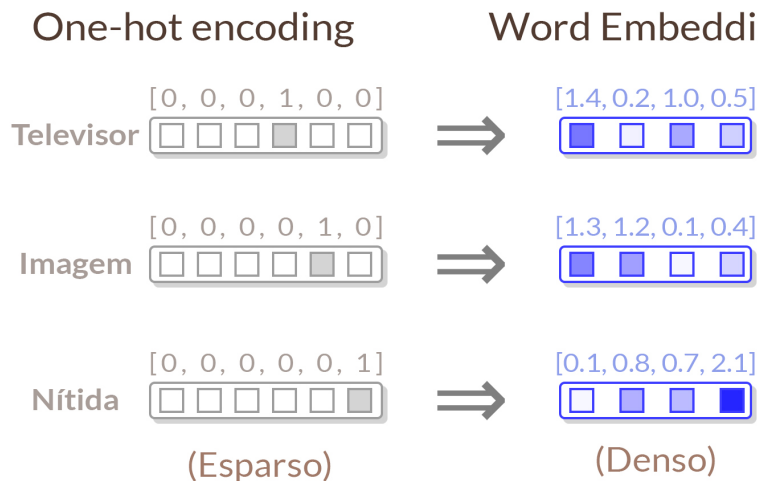 One-hot encoding Word Embeddi
[0, 0, 0, 1, 0, 0] [1.4, 0.2, 1.0, 0.5]
Televisor
[0, 0, 0, 0, 1, 0] [1.3, 1.2, 0.1, 0.4]
Imagem
[0, 0, 0, 0, 0, 1] [0.1, 0.8, 0.7, 2.1]
Nítida
(Esparso) (Denso)